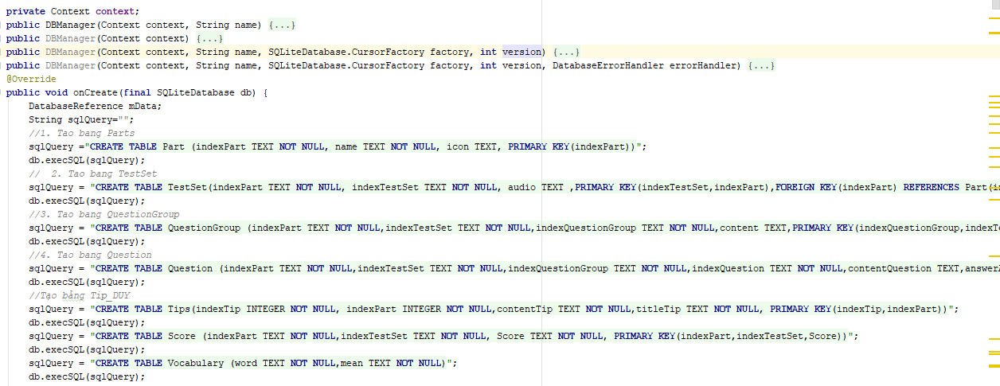 private Context context;
public DBManager(Context context, String name) {...}
public DBManager(Context context) {...}
public DBManager(Context context, String name, SQLiteDatabase.CursorFactory factory, int version) {...}
public DBManager(Context context, String name, SQLiteDatabase.CursorFactory factory, int version, DatabaseErrorHandler errorHandler) {...}
@Override
public void onCreate(final SQLiteDatabase db) {
DatabaseReference mData;
String sqlQuery="";
//1. Tao bang Parts
sqlQuery ="CREATE TABLE Part (indexPart TEXT NOT NULL, name TEXT NOT NULL, icon TEXT, PRIMARY KEY(indexPart))";
db.execSQL(sqlQuery);
// 2. Tao bang TestSet
sqlQuery = "CREATE TABLE TestSet(indexPart TEXT NOT NULL, indexTestSet TEXT NOT NULL, audio TEXT ,PRIMARY KEY(indexTestSet,indexPart),FOREIGN KEY(indexPart) REFERENCES Part(in
db.execSQL(sqlQuery);
//3. Tao bang QuestionGroup
sqlQuery = "CREATE TABLE QuestionGroup (indexPart TEXT NOT NULL,indexTestSet TEXT NOT NULL,indexQuestionGroup TEXT NOT NULL,content TEXT,PRIMARY KEY(indexQuestionGroup,indexTe
db.execSQL(sqlQuery);
//4. Tao bang Question
sqlQuery = "CREATE TABLE Question (indexPart TEXT NOT NULL,indexTestSet TEXT NOT NULL,indexQuestionGroup TEXT NOT NULL,indexQuestion TEXT NOT NULL,contentQuestion TEXT,answer
db.execSQL(sqlQuery);
//Tạo bảng Tip_DUY
sqlQuery = "CREATE TABLE Tips(indexTip INTEGER NOT NULL, indexPart INTEGER NOT NULL,contentTip TEXT NOT NULL,titleTip TEXT NOT NULL, PRIMARY KEY(indexTip,indexPart))";
db.execSQL(sqlQuery);
sqlQuery = "CREATE TABLE Score (indexPart TEXT NOT NULL,indexTestSet TEXT NOT NULL, Score TEXT NOT NULL, PRIMARY KEY(indexPart,indexTestSet,Score))";
db.execSQL(sqlQuery);
sqlQuery = "CREATE TABLE Vocabulary (word TEXT NOT NULL,mean TEXT NOT NULL)";
db.execSQL(sqlQuery);